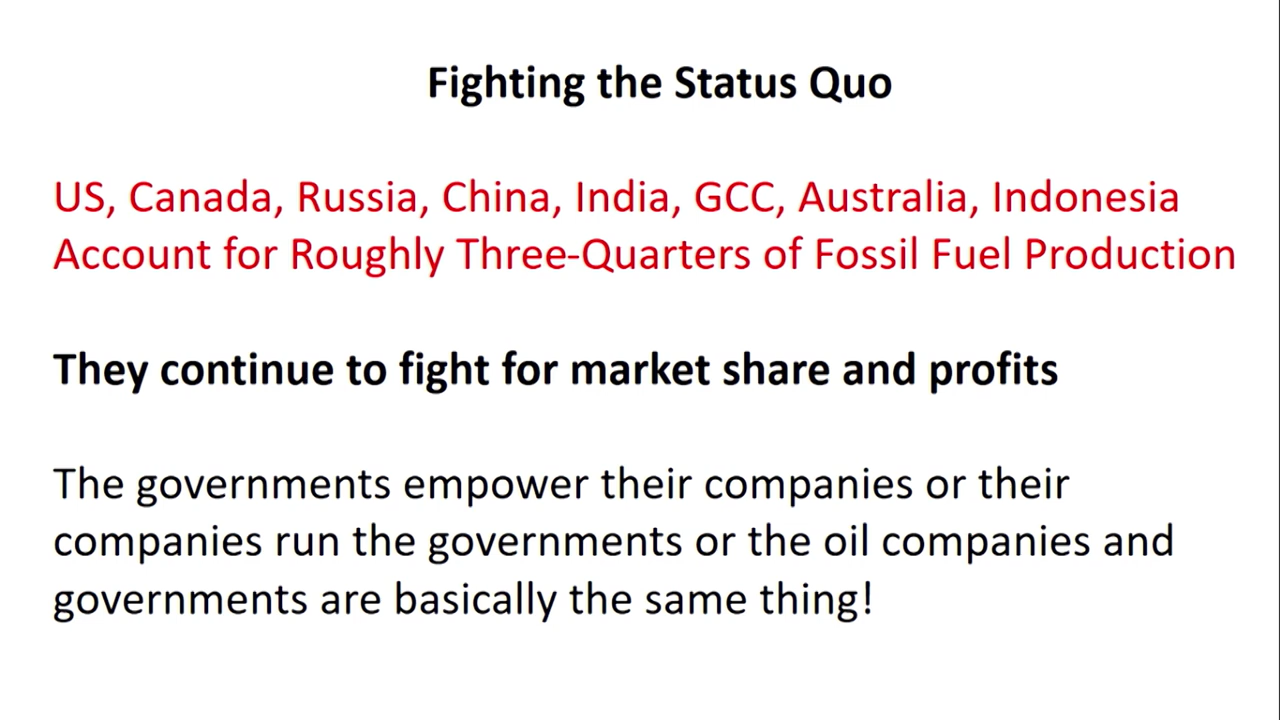 Fighting the Status Quo
US, Canada, Russia, China, India, GCC, Australia, Indonesia
Account for Roughly Three-Quarters of Fossil Fuel Production
They continue to fight for market share and profits
The governments empower their companies or their
companies run the governments or the oil companies and
governments are basically the same thing!